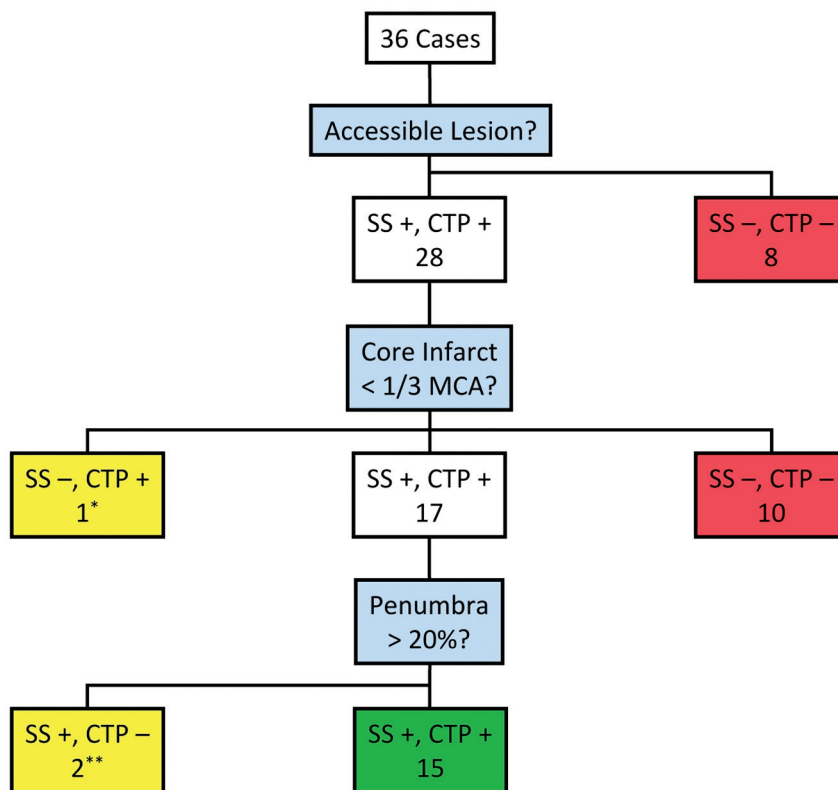 36 Cases
Accessible Lesion?
SS +, CTP +
28
SS –, CTP –
8
Core Infarct
< 1/3 MCA?
SS –, CTP +
1*
SS +, CTP +
17
SS –, CTP –
10
Penumbra
> 20%?
SS +, CTP –
2**
SS +, CTP +
15